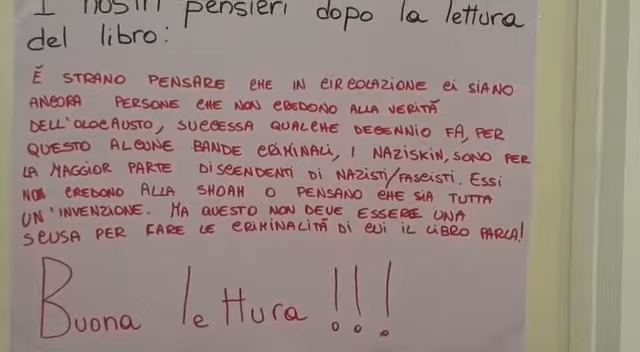 I nostri pensieri dopo la lettura
del libro:
È STRANO PENSARE CHE IN CIRCOLAZIONE CI SIANO
ANCORA PERSONE CHE NON CREDONO ALLA VERITÀ
DELL'OLOCAUSTO, SUCCESSA QUALCHE DECENNIO FÀ, PER
QUESTO ALCUNE BANDE CRIMINALI, I NAZISKIN, SONO PER
LA MAGGIOR PARTE DISCENDENTI DI NAZISTI/FASCISTI. ESSI
NON CREDONO ALLA SHOAH O PENSANO CHE SIA TUTTA
UN'INVENZIONE. MA QUESTO NON DEVE ESSERE UNA
SCUSA PER FARE LE CRIMINALITÀ DI CUI IL LIBRO PARLA!
Buona lettura !!!